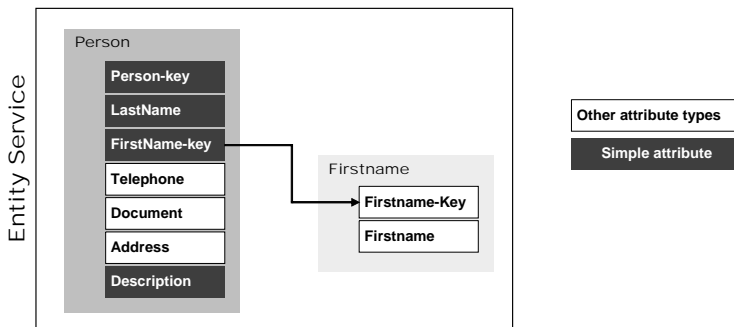 Entity Service
Person
Person-key
LastName
FirstName-key
Telephone
Document
Address
Description
Firstname
Firstname-Key
Firstname
Other attribute types
Simple attribute